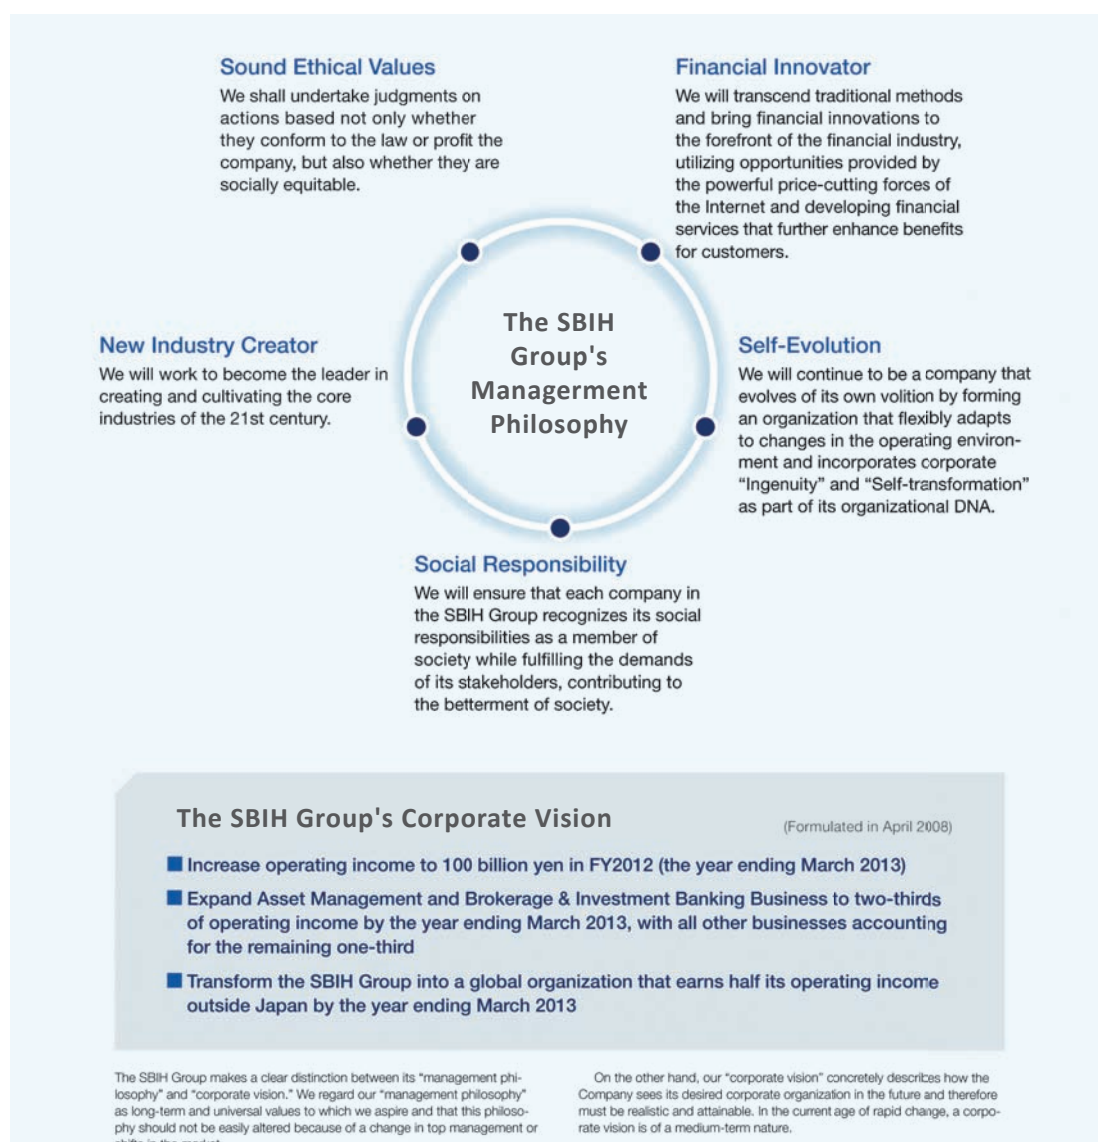 Sound Ethical Values
We shall undertake judgments on
actions based not only whether
they conform to the law or profit the
company, but also whether they are
socially equitable.
Financial Innovator
We will transcend traditional methods
and bring financial innovations to
the forefront of the financial industry,
utilizing opportunities provided by
the powerful price-cutting forces of
the Internet and developing financial
services that further enhance benefits
for customers.
The SBIH
Group's
Managerment
Philosophy
New Industry Creator
We will work to become the leader in
creating and cultivating the core
industries of the 21st century.
Self-Evolution
We will continue to be a company that
evolves of its own volition by forming
an organization that flexibly adapts
to changes in the operating environ-
ment and incorporates corporate
“Ingenuity” and “Self-transformation”
as part of its organizational DNA.
Social Responsibility
We will ensure that each company in
the SBIH Group recognizes its social
responsibilities as a member of
society while fulfilling the demands
of its stakeholders, contributing to
the betterment of society.
The SBIH Group's Corporate Vision
(Formulated in April 2008)
■ Increase operating income to 100 billion yen in FY2012 (the year ending March 2013)
■ Expand Asset Management and Brokerage & Investment Banking Business to two-thirds
of operating income by the year ending March 2013, with all other businesses accounting
for the remaining one-third
■ Transform the SBIH Group into a global organization that earns half its operating income
outside Japan by the year ending March 2013
The SBIH Group makes a clear distinction between its “management phi-
losophy” and “corporate vision.” We regard our “management philosophy”
as long-term and universal values to which we aspire and that this philoso-
phy should not be easily altered because of a change in top management or
On the other hand, our “corporate vision” concretely describes how the
Company sees its desired corporate organization in the future and therefore
must be realistic and attainable. In the current age of rapid change, a corpo-
rate vision is of a medium-term nature.